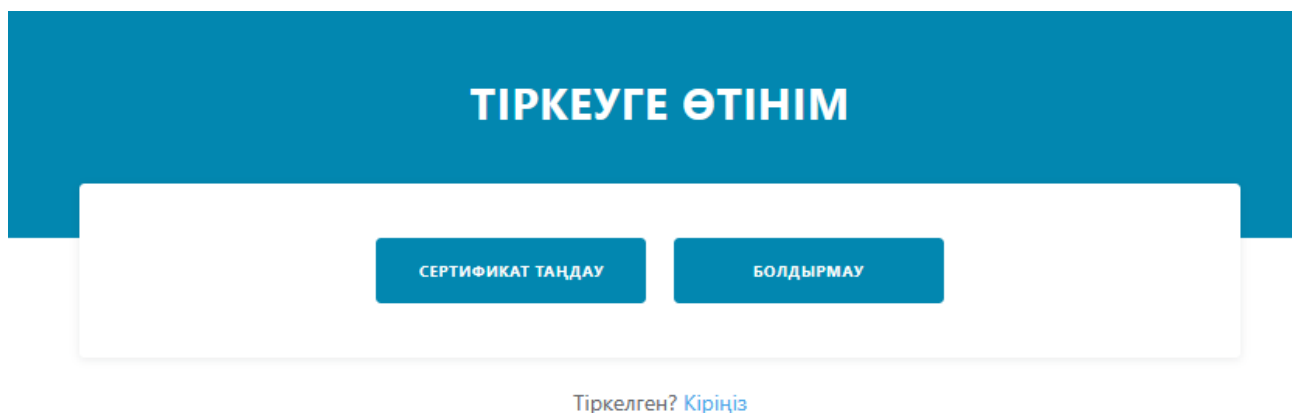 ТІРКЕУГЕ ӨТІНІМ
СЕРТИФИКАТ ТАҢДАУ БОЛДЫРМАУ
Тіркелген? Кіріңіз